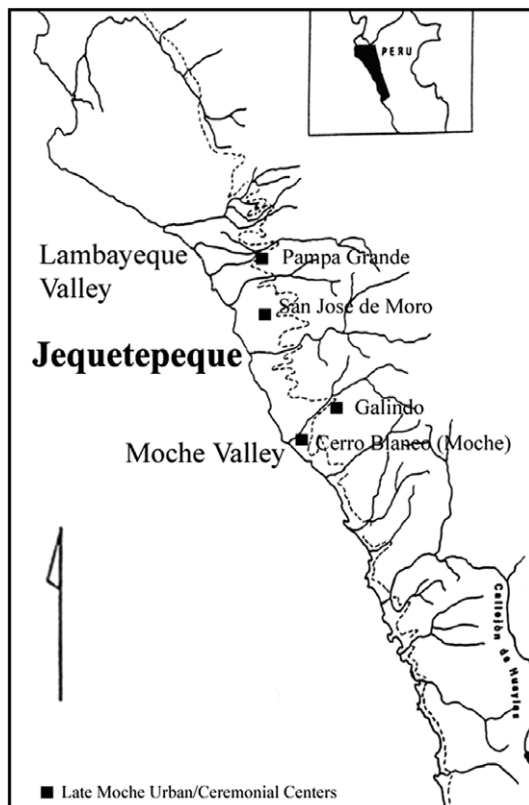 PERU
Lambayeque
Valley
Pampa Grande
San José de Moro
Jequetepeque
Galindo
Moche Valley
Cerro Blanco (Moche)
Callejón de Huaylas
■ Late Moche Urban/Ceremonial Centers